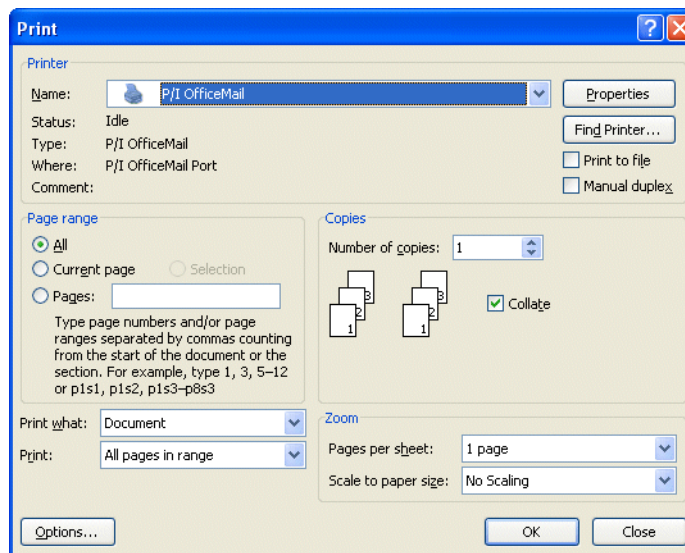 Print
Printer
Name: P/I OfficeMail
Properties
Status: Idle
Find Printer...
Type: P/I OfficeMail
Where: P/I OfficeMail Port
Print to file
Comment:
Manual duplex
Page range
All
Current page Selection
Pages:
Type page numbers and/or page
ranges separated by commas counting
from the start of the document or the
section. For example, type 1, 3, 5–12
or p1s1, p1s2, p1s3–p8s3
Copies
Number of copies: 1
3 3
2 2
1 1
Collate
Print what: Document
Print: All pages in range
Zoom
Pages per sheet: 1 page
Scale to paper size: No Scaling
Options...
OK
Close